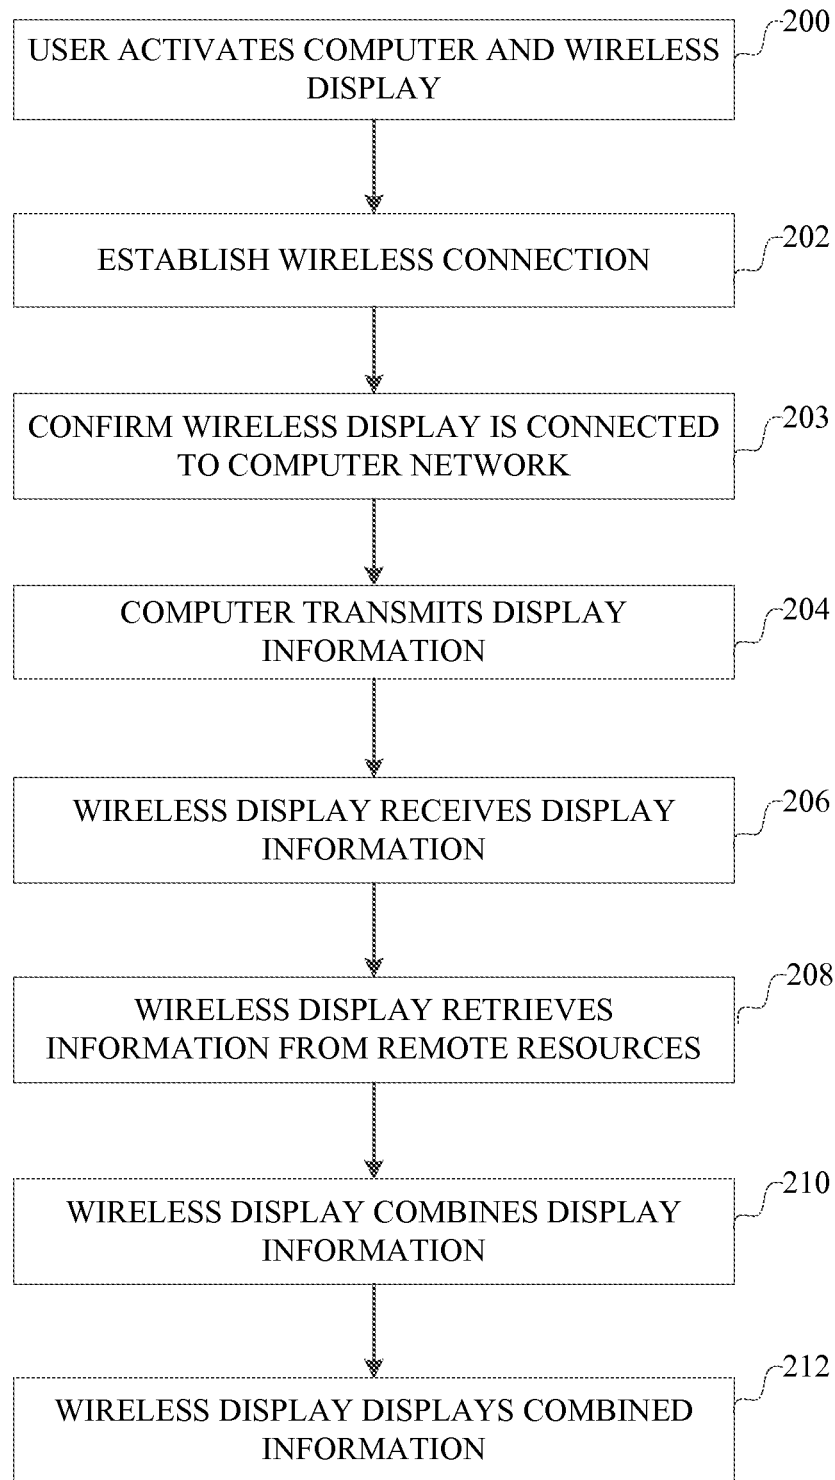 200
USER ACTIVATES COMPUTER AND WIRELESS
DISPLAY
202
ESTABLISH WIRELESS CONNECTION
203
CONFIRM WIRELESS DISPLAY IS CONNECTED
TO COMPUTER NETWORK
204
COMPUTER TRANSMITS DISPLAY
INFORMATION
206
WIRELESS DISPLAY RECEIVES DISPLAY
INFORMATION
208
WIRELESS DISPLAY RETRIEVES
INFORMATION FROM REMOTE RESOURCES
210
WIRELESS DISPLAY COMBINES DISPLAY
INFORMATION
212
WIRELESS DISPLAY DISPLAYS COMBINED
INFORMATION